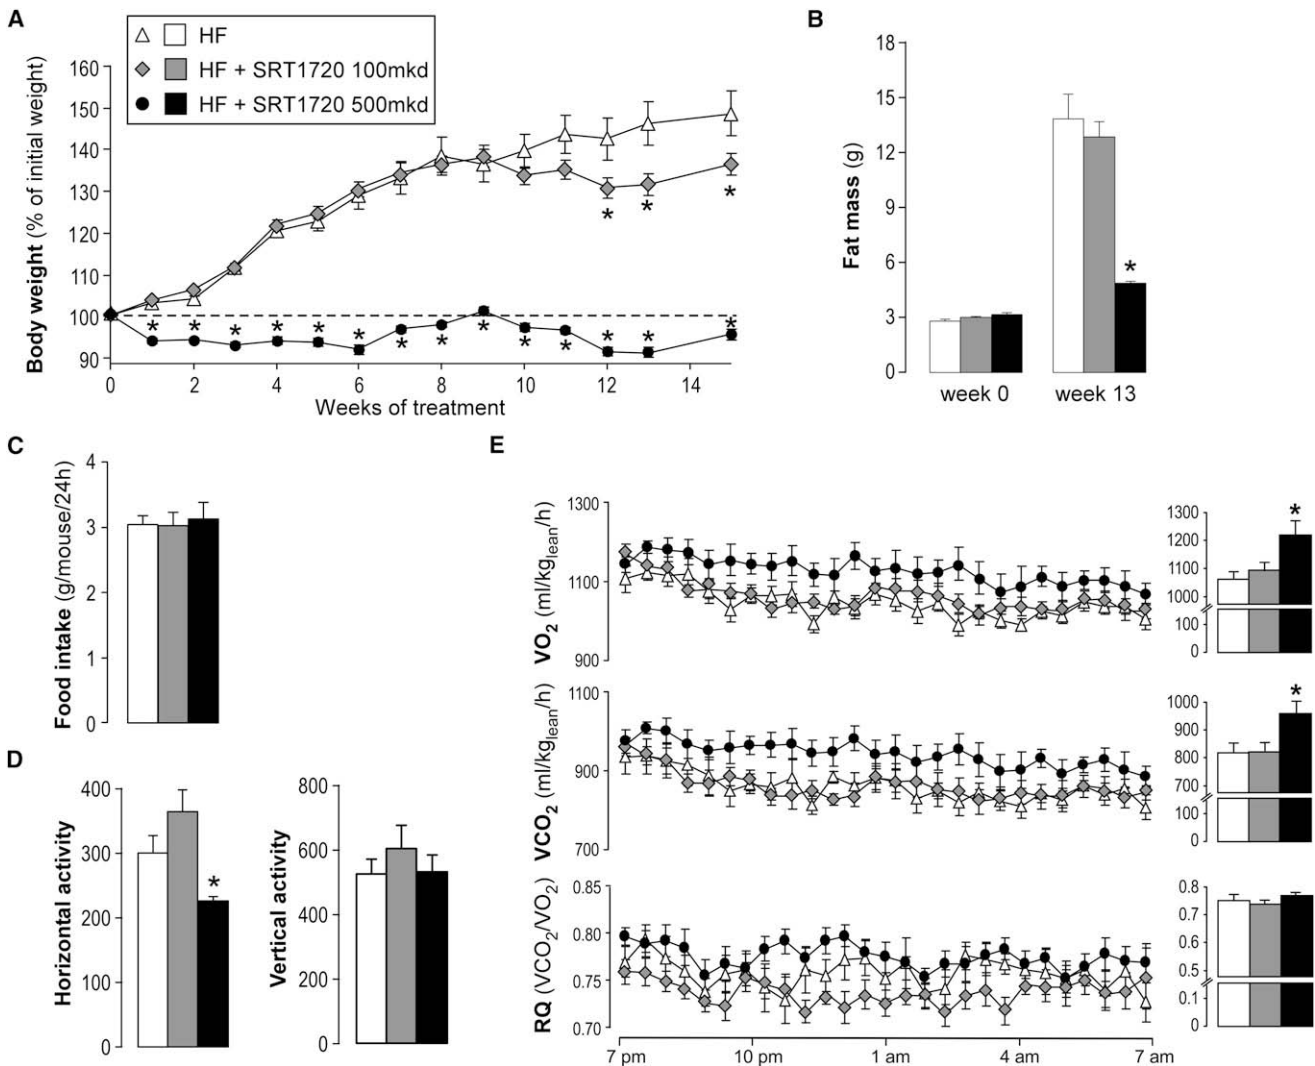 A
HF
HF + SRT1720 100mkd
HF + SRT1720 500mkd
Body weight (% of initial weight)
160
150
140
130
120
110
100
90
* * * * * * * * * * * * * *
* * *
0 2 4 6 8 10 12 14
Weeks of treatment
B
Fat mass (g)
18
15
12
9
6
3
0
*
week 0 week 13
C
Food intake (g/mouse/24h)
4
3
2
1
0
D
Horizontal activity
400
300
200
100
0
*
Vertical activity
800
600
400
200
0
E
VO2 (ml/kglean/h)
1300
1100
900
1300
1200
1100
1000
100
0
*
VCO2 (ml/kglean/h)
1100
900
700
1000
900
800
700
100
0
*
RQ (VCO2/VO2)
0.85
0.80
0.75
0.70
0.8
0.7
0.6
0.5
0.1
0
7 pm 10 pm 1 am 4 am 7 am